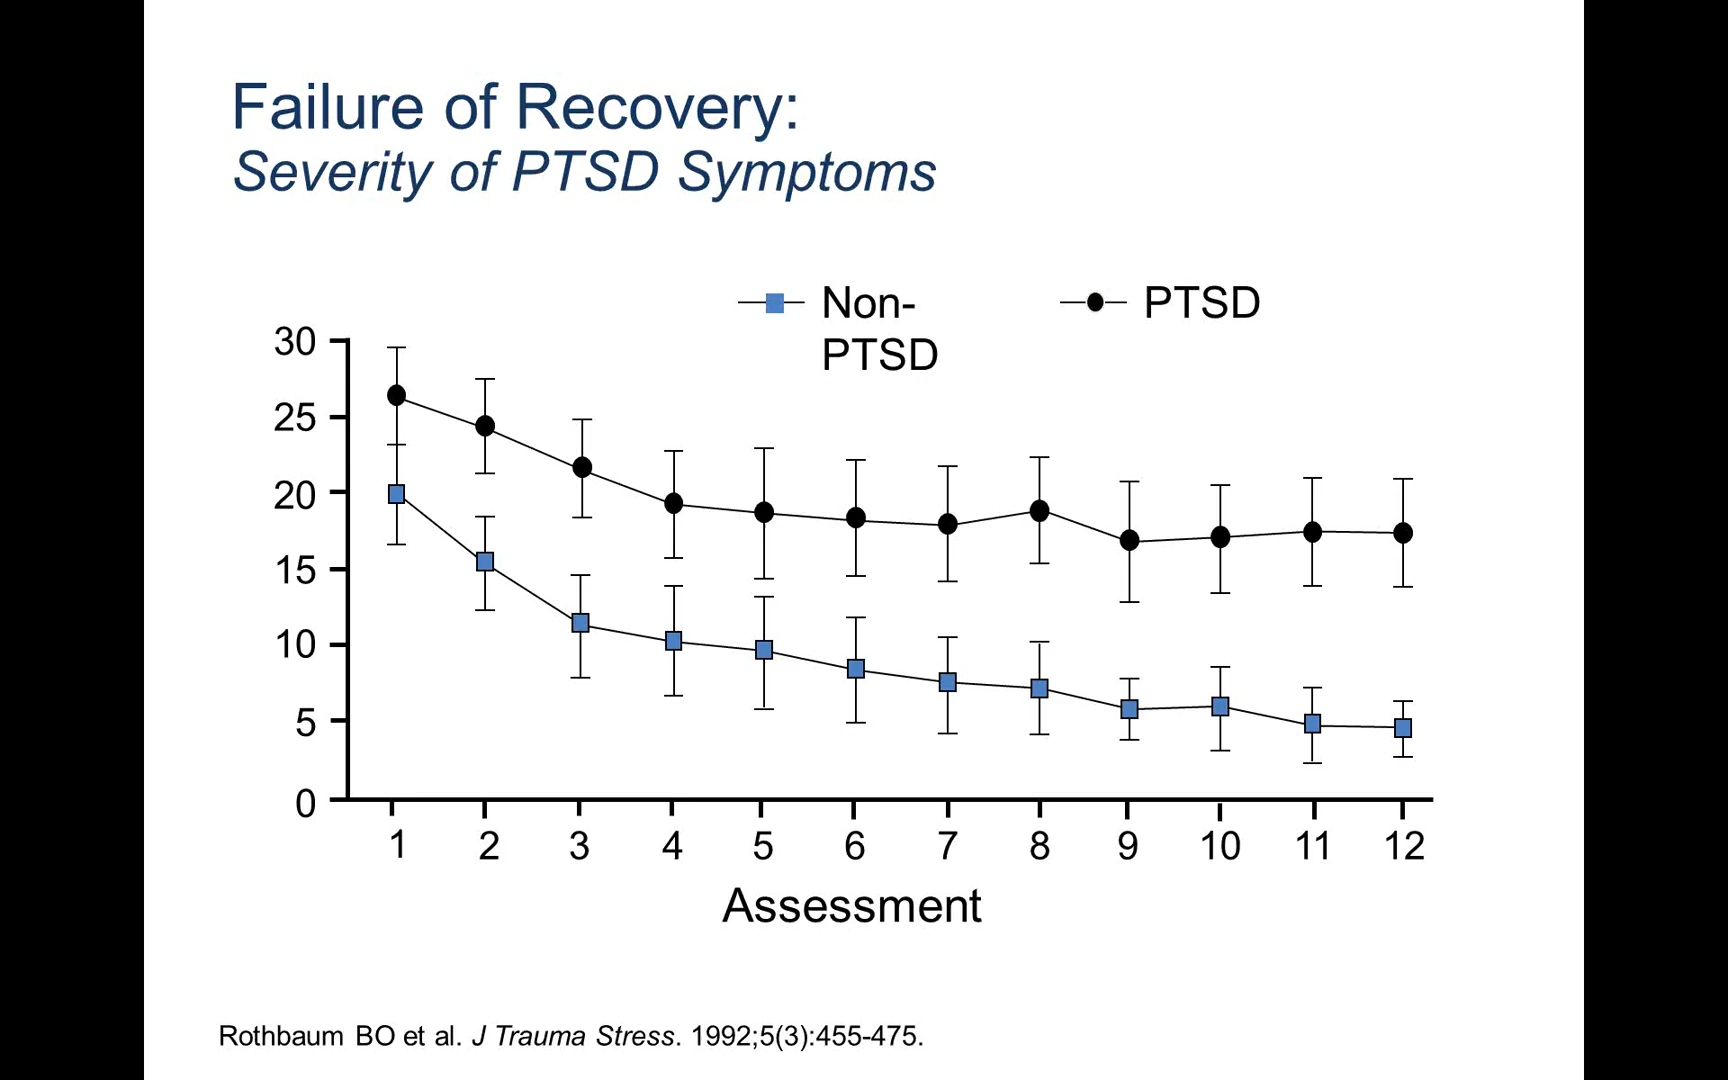 Failure of Recovery:
Severity of PTSD Symptoms
Non-
PTSD
PTSD
30
25
20
15
10
5
0
1 2 3 4 5 6 7 8 9 10 11 12
Assessment
Rothbaum BO et al. J Trauma Stress. 1992;5(3):455-475.